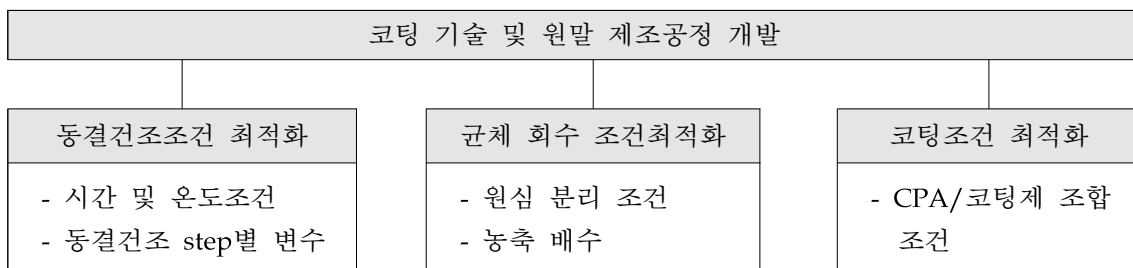 코팅 기술 및 원말 제조공정 개발
동결건조조건 최적화
- 시간 및 온도조건
- 동결건조 step별 변수
균체 회수 조건최적화
- 원심 분리 조건
- 농축 배수
코팅조건 최적화
- CPA/코팅제 조합
조건